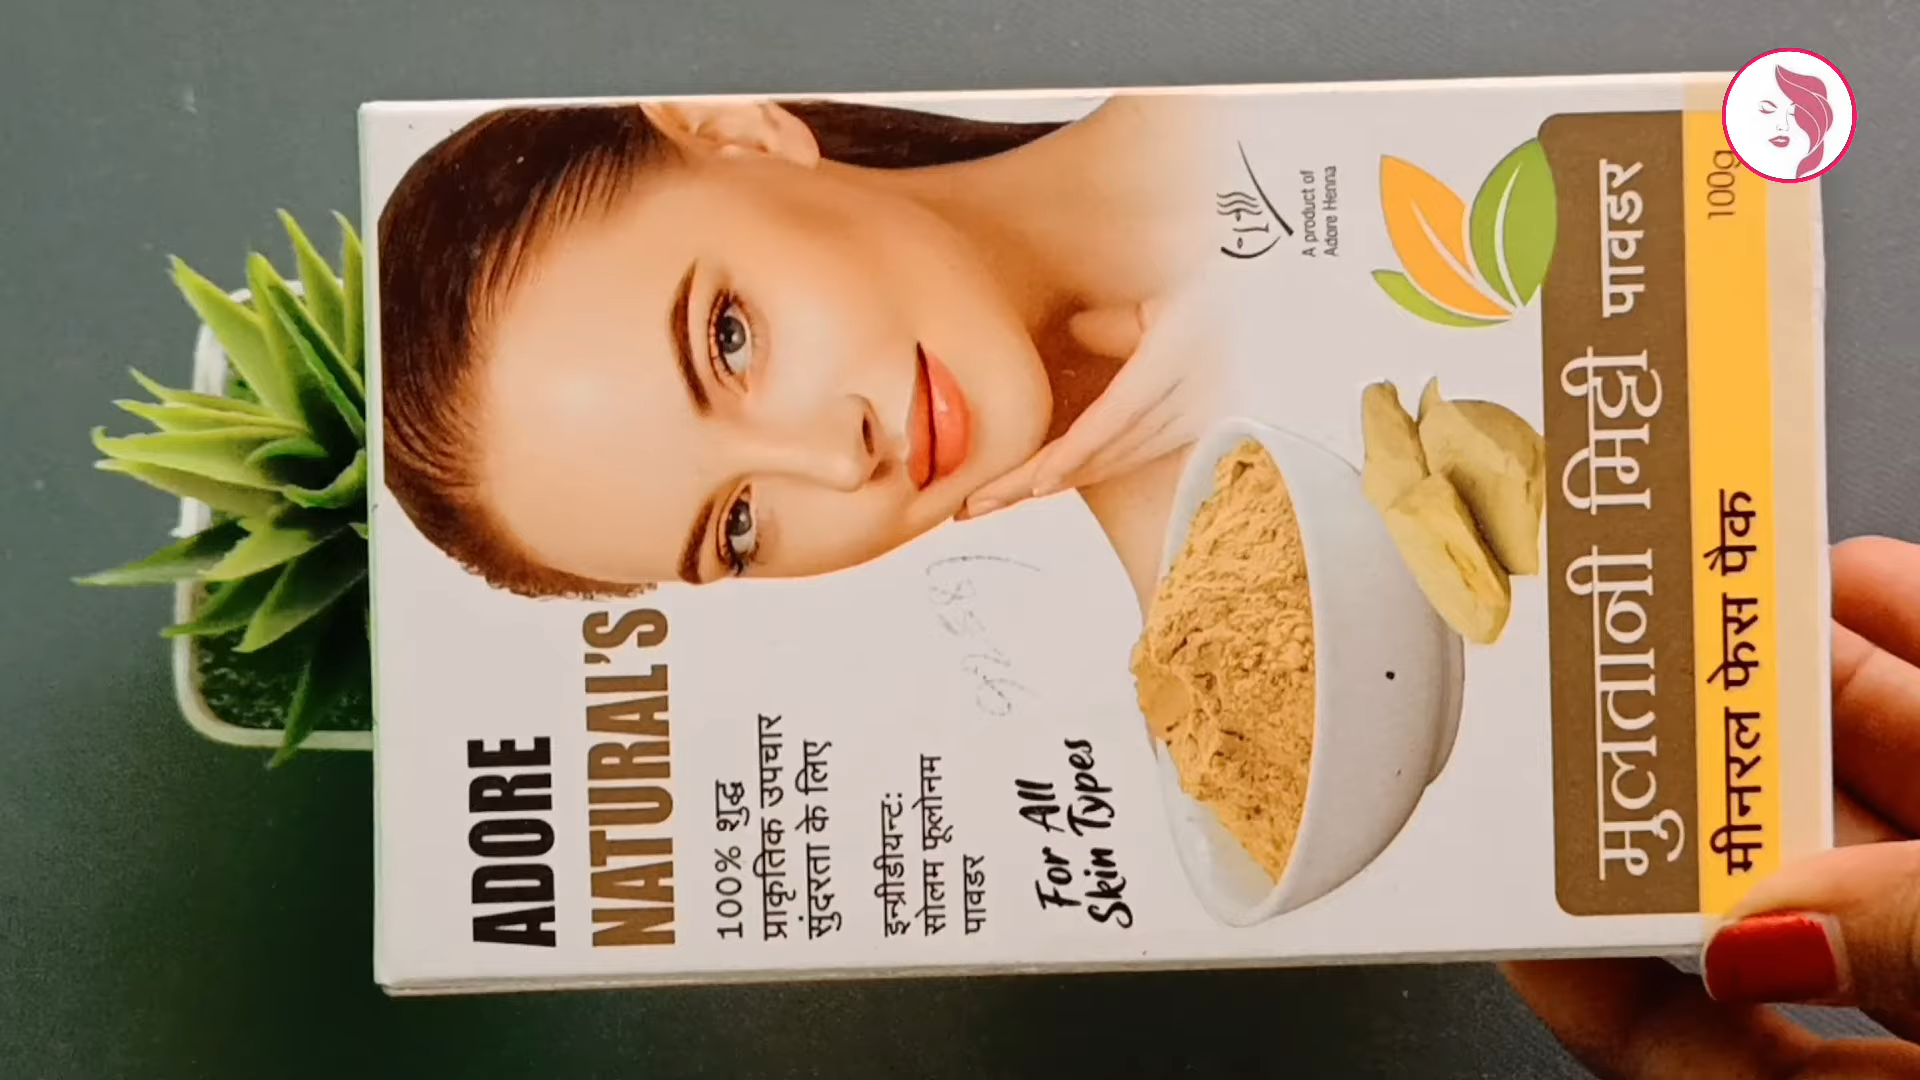 ADORE
NATURAL'S
100% शुद्ध
प्राकृतिक उपचार
सुंदरता के लिए
इन्ग्रीडीयन्ट:
सोलम फूलोनम
पावडर
For All
Skin Types
A product of
Adore Henna
मुलतानी मिट्टी पावडर
मीनरल फेस पैक
100g